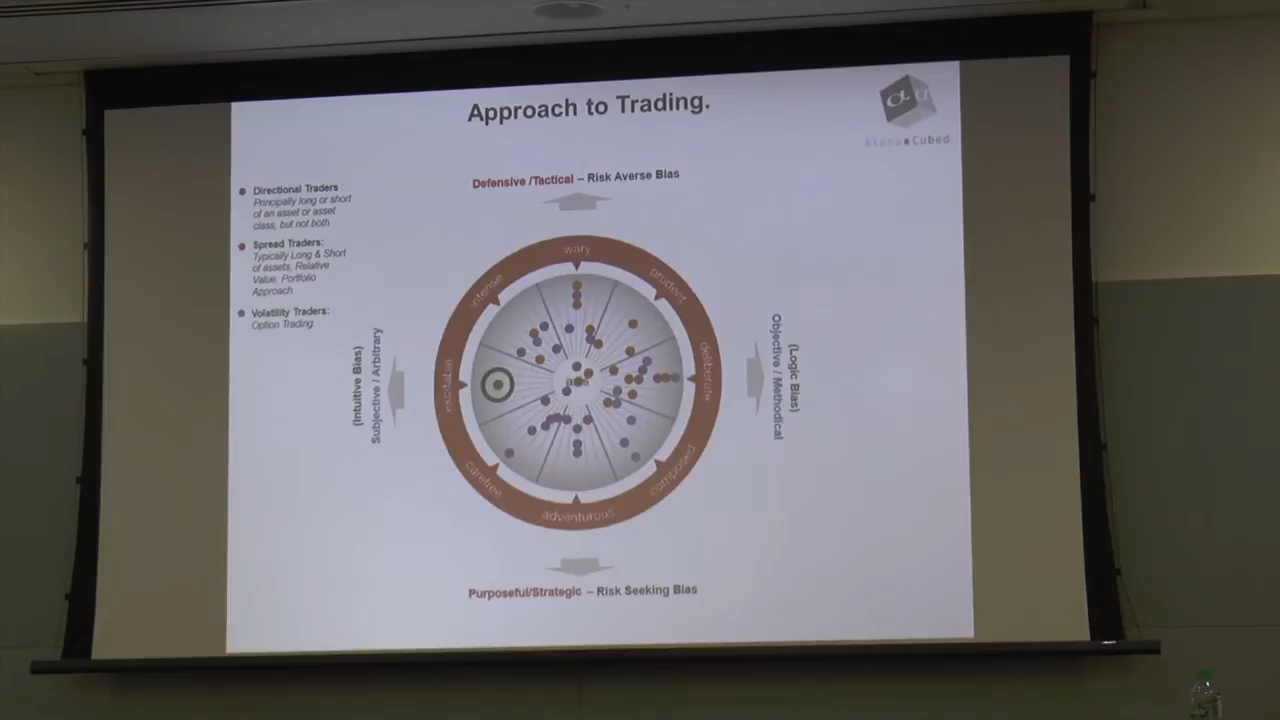 Approach to Trading.
α
α
Alpha α Cubed
Defensive /Tactical – Risk Averse Bias
Directional Traders :
Principally long or short
of an asset or asset
class, but not both
Spread Traders:
Typically Long & Short
of assets, Relative
Value, Portfolio
Approach
Volatility Traders:
Option Trading
(Intuitive Bias)
Subjective / Arbitrary
wary
prudent
deliberate
composed
adventurous
carefree
excitable
intense
(Logic Bias)
Objective / Methodical
Purposeful/Strategic – Risk Seeking Bias